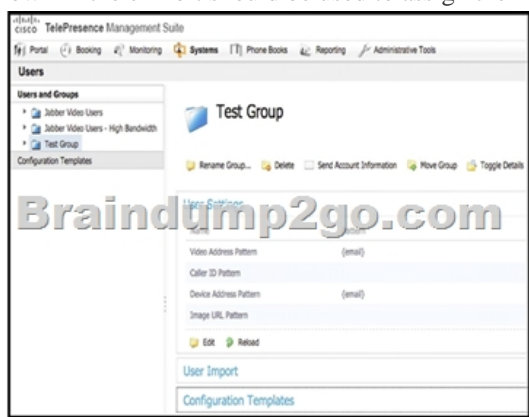 CISCO TelePresence Management Suite
Portal Booking Monitoring Systems Phone Books Reporting Administrative Tools
Users
Users and Groups
Jabber Video Users
Jabber Video Users - High Bandwidth
Test Group
Configuration Templates
Test Group
Rename Group... Delete Send Account Information Move Group Toggle Details
Braindump2go.com
User Settings
Video Address Pattern {email}
Caller ID Pattern
Device Address Pattern {email}
Image URL Pattern
Edit Reload
User Import
Configuration Templates